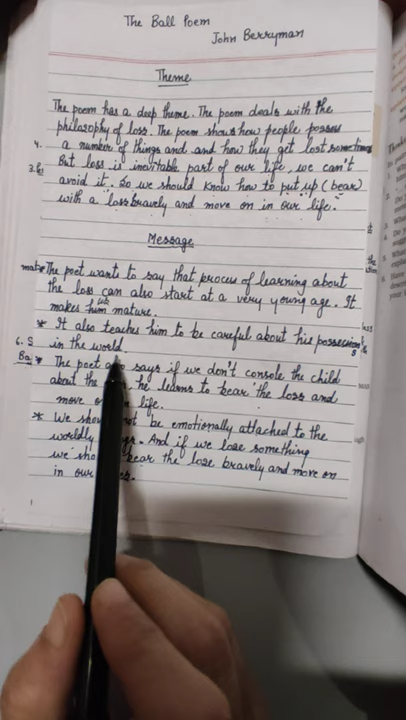 The Ball Poem
John Berryman
Theme
The poem has a deep theme. The poem deals with the
philosophy of loss. The poem shows how people possess
a number of things and and how they get lost sometimes
But loss is inevitable part of our life, we can't
avoid it. So we should know how to put up (bear)
with a loss bravely and move on in our life.
Message
The poet want to say that process of learning about
the loss can also start at a very young age. It
makes him mature.
* It also teaches him to be careful about his possessions
in the world.
* The poet also says if we don't console the child
about the he learns to bear the loss and
move life.
* We not be emotionally attached to the
worldly And if we lose something
we bear the lose bravely and move on
in our